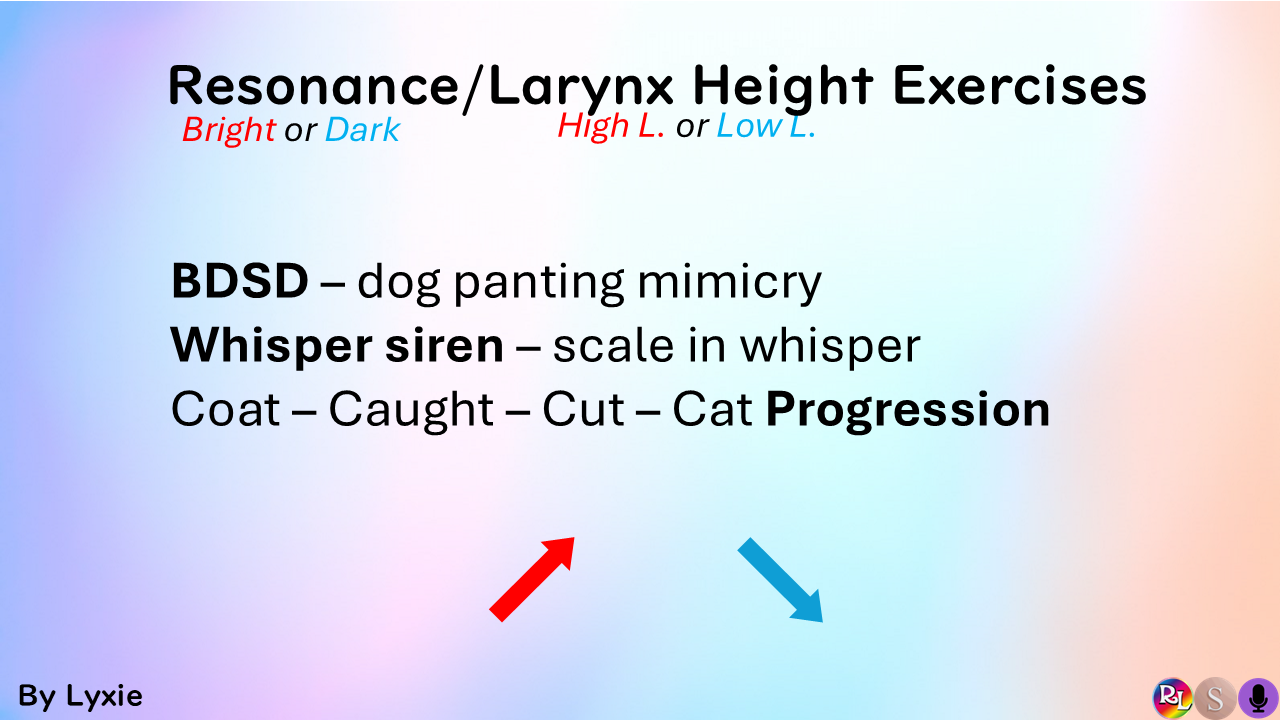 Resonance/Larynx Height Exercises
Bright or Dark
High L. or Low L.
BDSD – dog panting mimicry
Whisper siren – scale in whisper
Coat – Caught – Cut – Cat Progression
By Lyxie
RL
S